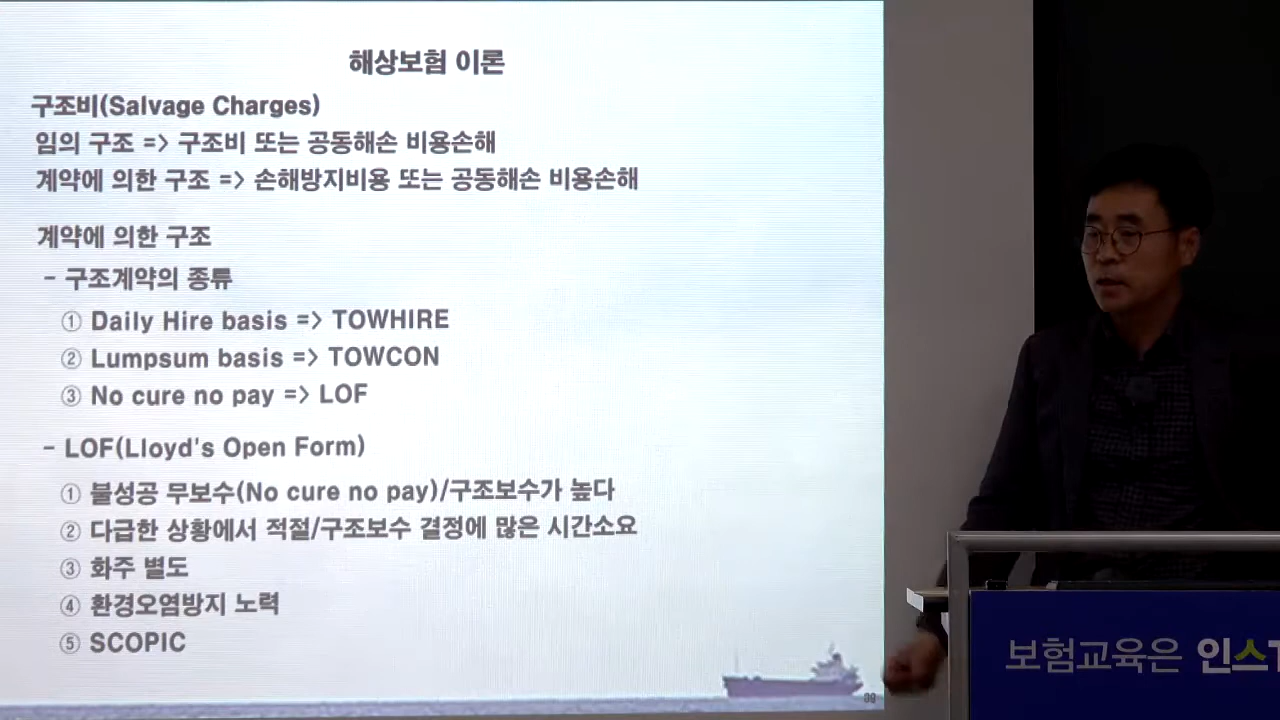 해상보험 이론
구조비(Salvage Charges)
임의 구조 => 구조비 또는 공동해손 비용손해
계약에 의한 구조 => 손해방지비용 또는 공동해손 비용손해
계약에 의한 구조
- 구조계약의 종류
① Daily Hire basis => TOWHIRE
② Lumpsum basis => TOWCON
③ No cure no pay => LOF
- LOF(Lloyd's Open Form)
① 불성공 무보수(No cure no pay)/구조보수가 높다
② 다급한 상황에서 적절/구조보수 결정에 많은 시간소요
③ 화주 별도
④ 환경오염방지 노력
⑤ SCOPIC
보험교육은 인스